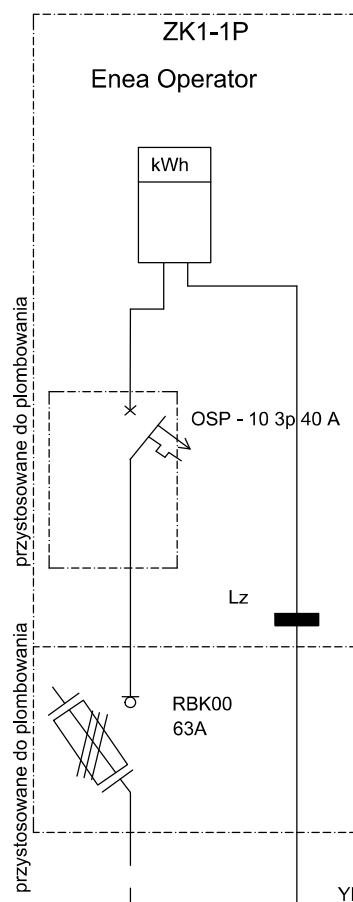 ZK1-1P
Enea Operator
kWh
przystosowane do plombowania
OSP - 10 3p 40 A
Lz
przystosowane do plombowania
RBK00
63A